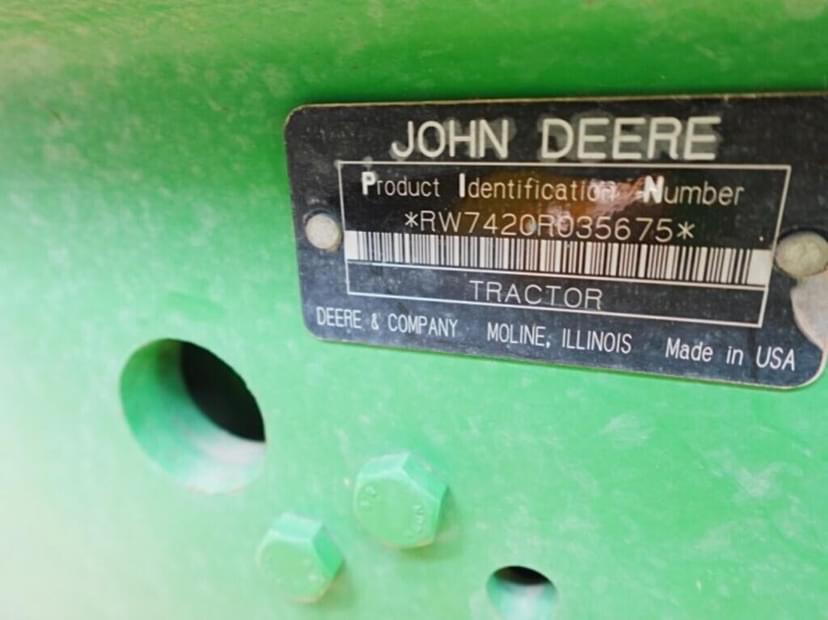 JOHN DEERE
Product Identification Number
*RW7420R035675*
TRACTOR
DEERE & COMPANY MOLINE, ILLINOIS Made in USA